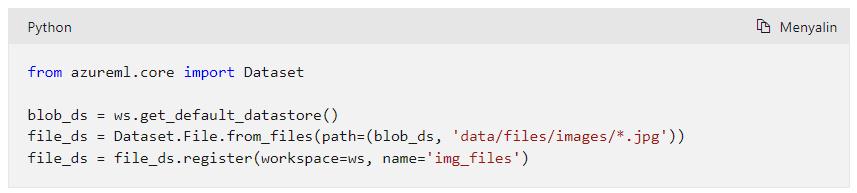 Python
Menyalin
from azureml.core import Dataset
blob_ds = ws.get_default_datastore()
file_ds = Dataset.File.from_files(path=(blob_ds, 'data/files/images/*.jpg'))
file_ds = file_ds.register(workspace=ws, name='img_files')